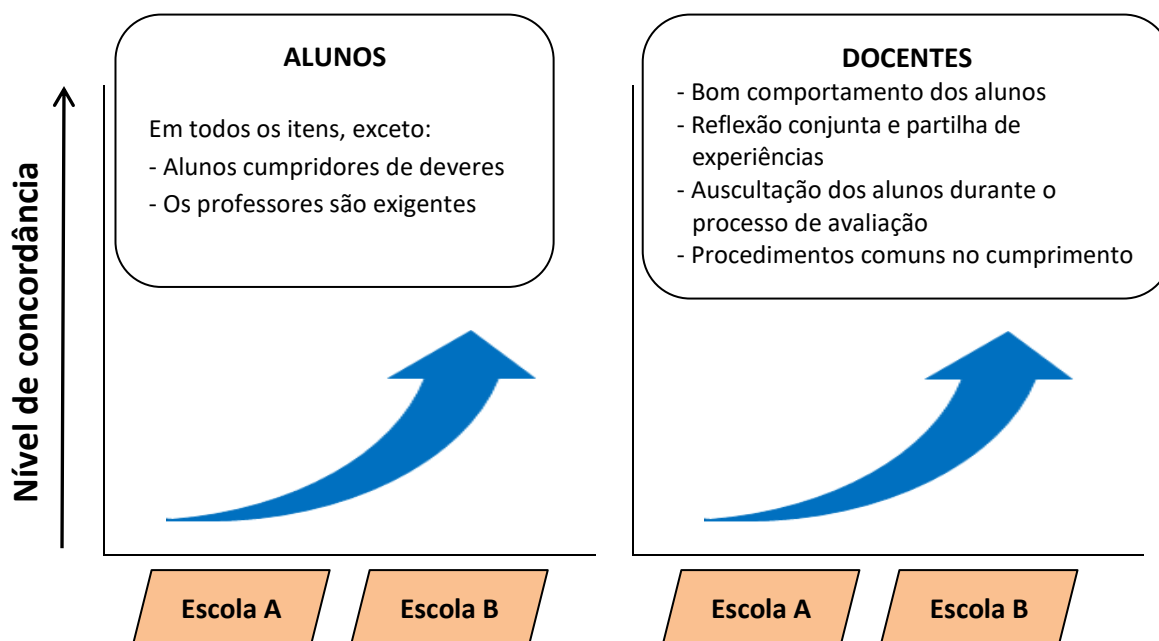 Nível de concordância
ALUNOS
Em todos os itens, exceto:
- Alunos cumpridores de deveres
- Os professores são exigentes
Escola A
Escola B
DOCENTES
- Bom comportamento dos alunos
- Reflexão conjunta e partilha de
experiências
- Auscultação dos alunos durante o
processo de avaliação
- Procedimentos comuns no cumprimento
Escola A
Escola B